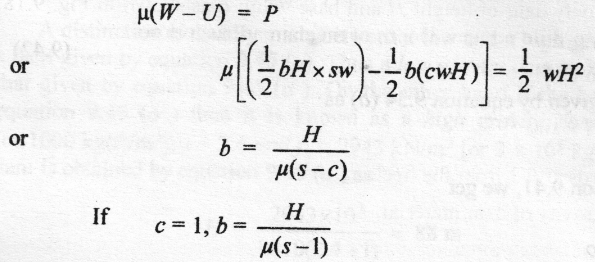 μ(W – U) = P
or μ[(1/2 bH × sw) – 1/2 b(cwH)] = 1/2 wH²
or b = H/μ(s – c)
If c = 1, b = H/μ(s – 1)